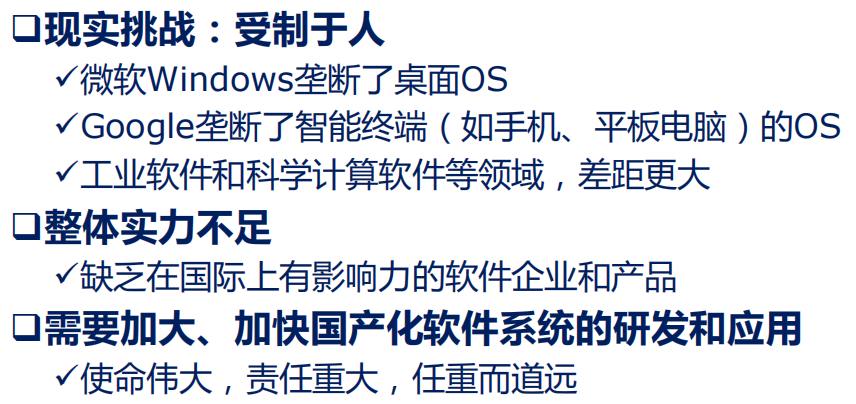 ❑现实挑战：受制于人
✓微软Windows垄断了桌面OS
✓Google垄断了智能终端（如手机、平板电脑）的OS
✓工业软件和科学计算软件等领域，差距更大
❑整体实力不足
✓缺乏在国际上有影响力的软件企业和产品
❑需要加大、加快国产化软件系统的研发和应用
✓使命伟大，责任重大，任重而道远